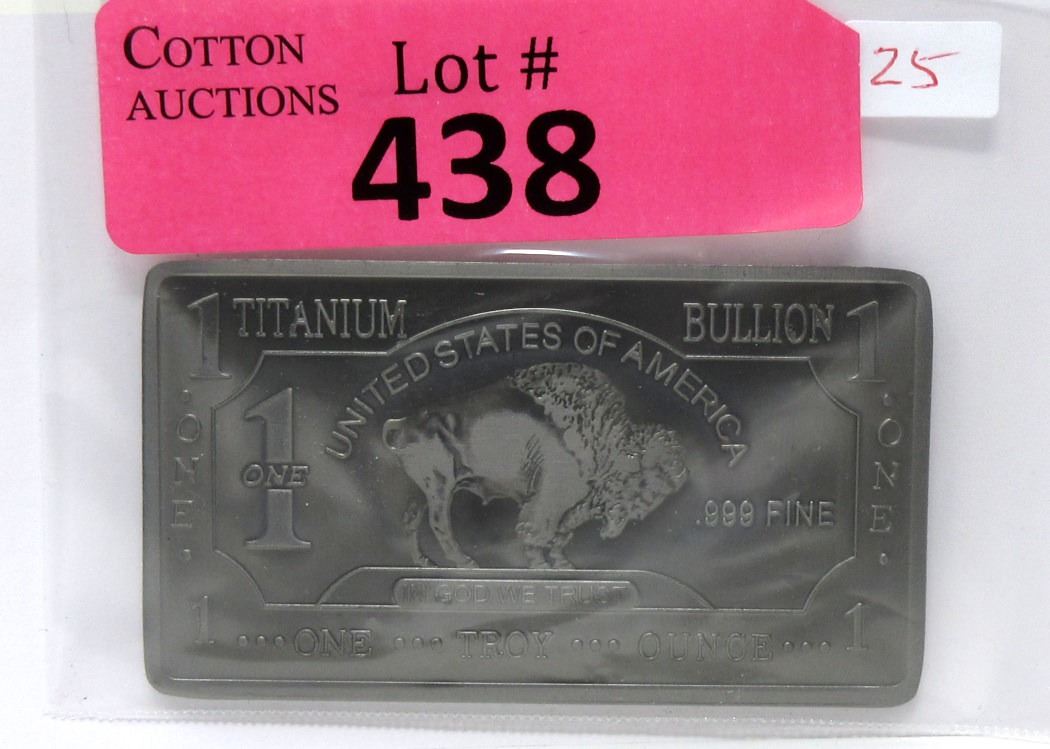 COTTON
AUCTIONS
Lot #
438
25
1 TITANIUM BULLION 1
UNITED STATES OF AMERICA
· ONE ·
1
ONE
.999 FINE
· ONE ·
IN GOD WE TRUST
1 ··· ONE ··· TROY ··· OUNCE ··· 1